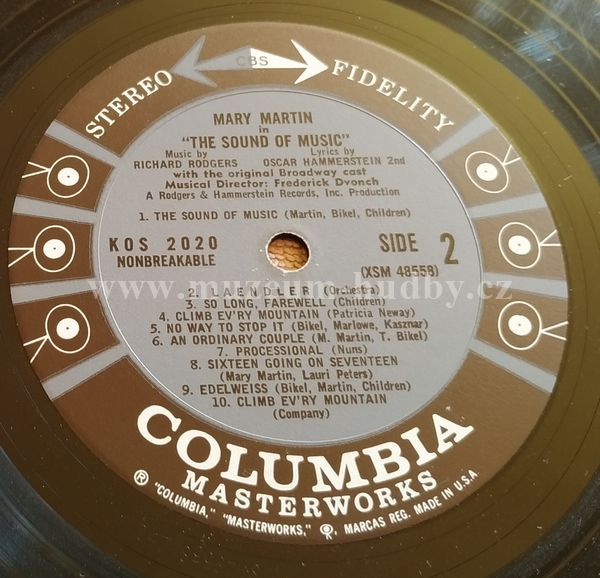 STEREO CBS FIDELITY
MARY MARTIN
in
"THE SOUND OF MUSIC"
Music by Lyrics by
RICHARD RODGERS OSCAR HAMMERSTEIN 2nd
with the original Broadway cast
Musical Director: Frederick Dvonch
A Rodgers & Hammerstein Records, Inc. Production
1. THE SOUND OF MUSIC (Martin, Bikel, Children)
KOS 2020 SIDE 2
NONBREAKABLE (XSM 48558)
www.muzeum-hudby.cz
2. LAENDLER (Orchestra)
3. SO LONG, FAREWELL (Children)
4. CLIMB EV'RY MOUNTAIN (Patricia Neway)
5. NO WAY TO STOP IT (Bikel, Marlowe, Kasznar)
6. AN ORDINARY COUPLE (M. Martin, T. Bikel)
7. PROCESSIONAL (Nuns)
8. SIXTEEN GOING ON SEVENTEEN
(Mary Martin, Lauri Peters)
9. EDELWEISS (Bikel, Martin, Children)
10. CLIMB EV'RY MOUNTAIN
(Company)
COLUMBIA
MASTERWORKS
® "COLUMBIA," "MASTERWORKS," MARCAS REG. MADE IN U.S.A.